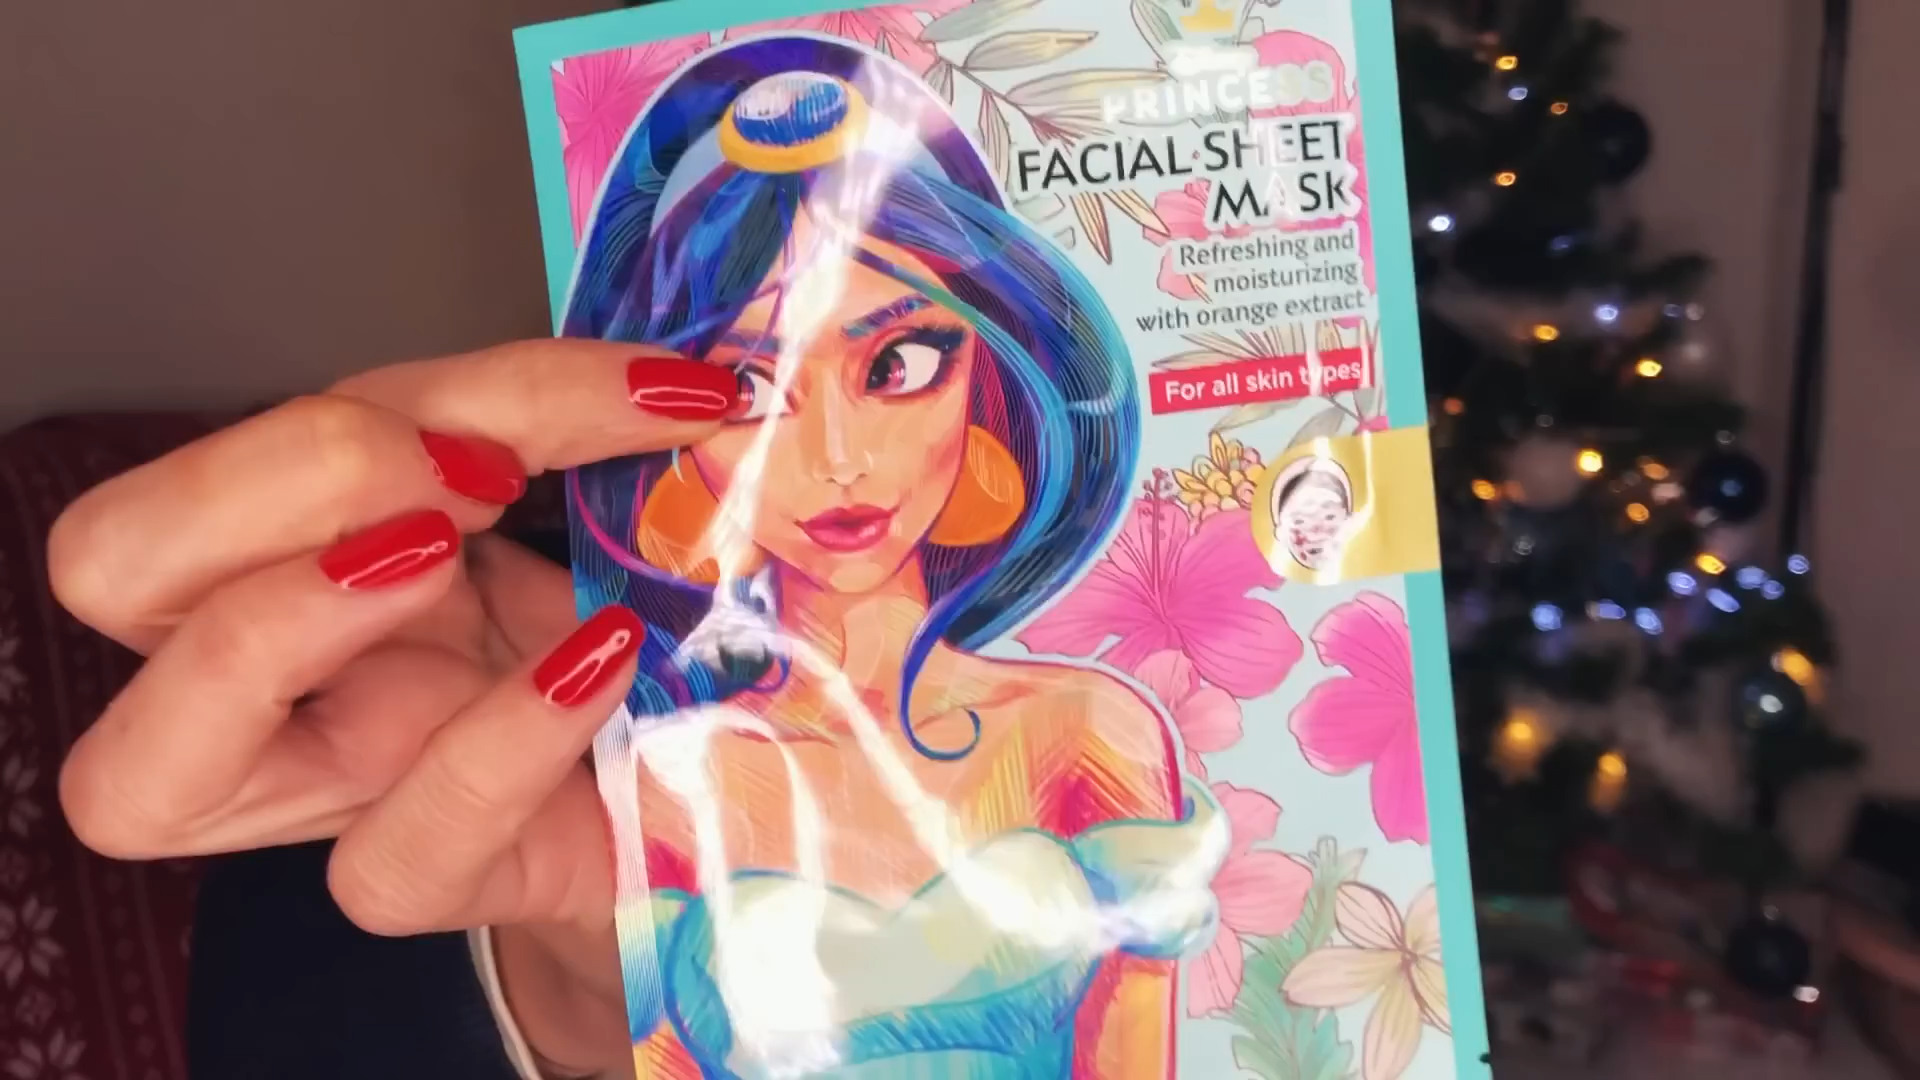 PRINCESS
FACIAL SHEET
MASK
Refreshing and
moisturizing
with orange extract
For all skin types